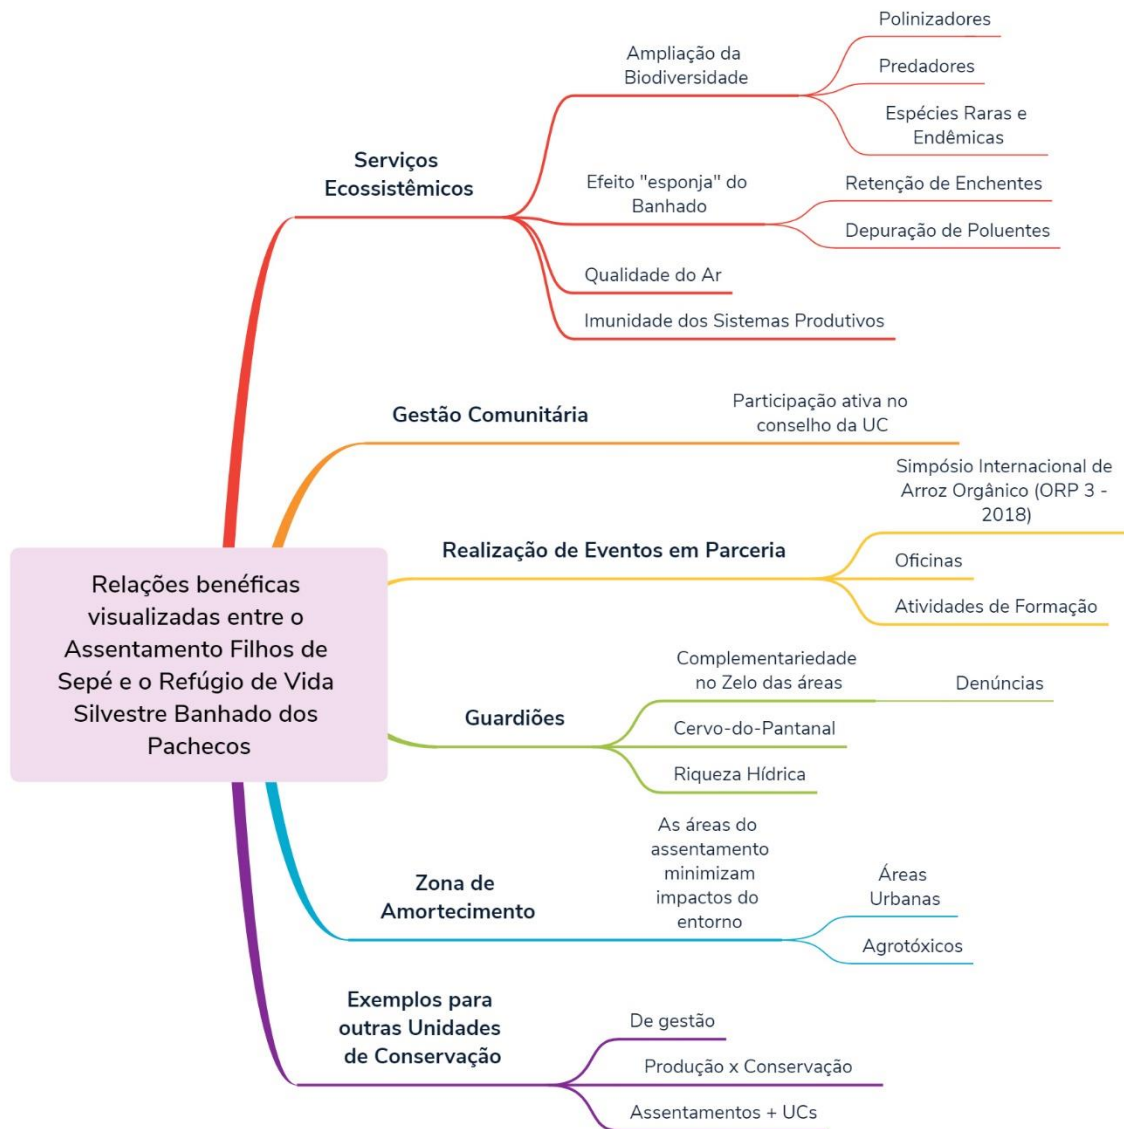 Polinizadores
Ampliação da
Biodiversidade
Predadores
Espécies Raras e
Endêmicas
Serviços
Ecossistêmicos
Efeito "esponja" do
Banhado
Retenção de Enchentes
Depuração de Poluentes
Qualidade do Ar
Imunidade dos Sistemas Produtivos
Gestão Comunitária
Participação ativa no
conselho da UC
Realização de Eventos em Parceria
Simpósio Internacional de
Arroz Orgânico (ORP 3 -
2018)
Oficinas
Atividades de Formação
Relações benéficas
visualizadas entre o
Assentamento Filhos de
Sepé e o Refúgio de Vida
Silvestre Banhado dos
Pachecos
Guardiões
Complementariedade
no Zelo das áreas
Denúncias
Cervo-do-Pantanal
Riqueza Hídrica
Zona de
Amortecimento
As áreas do
assentamento
minimizam
impactos do
entorno
Áreas
Urbanas
Agrotóxicos
Exemplos para
outras Unidades
de Conservação
De gestão
Produção x Conservação
Assentamentos + UCs